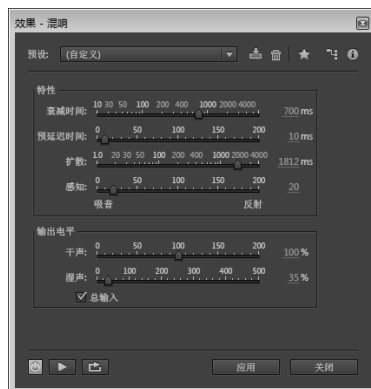 效果 - 混响
预设: (自定义)
特性
衰减时间: 10 30 50 100 200 400 1000 2000 4000 700 ms
预延迟时间: 0 50 100 150 200 10 ms
扩散: 10 20 30 50 100 200 400 1000 2000 4000 1812 ms
感知: 0 50 100 150 200 20
吸音 反射
输出电平
干声: 0 50 100 150 200 100 %
湿声: 0 100 200 300 400 500 35 %
总输入
应用 关闭